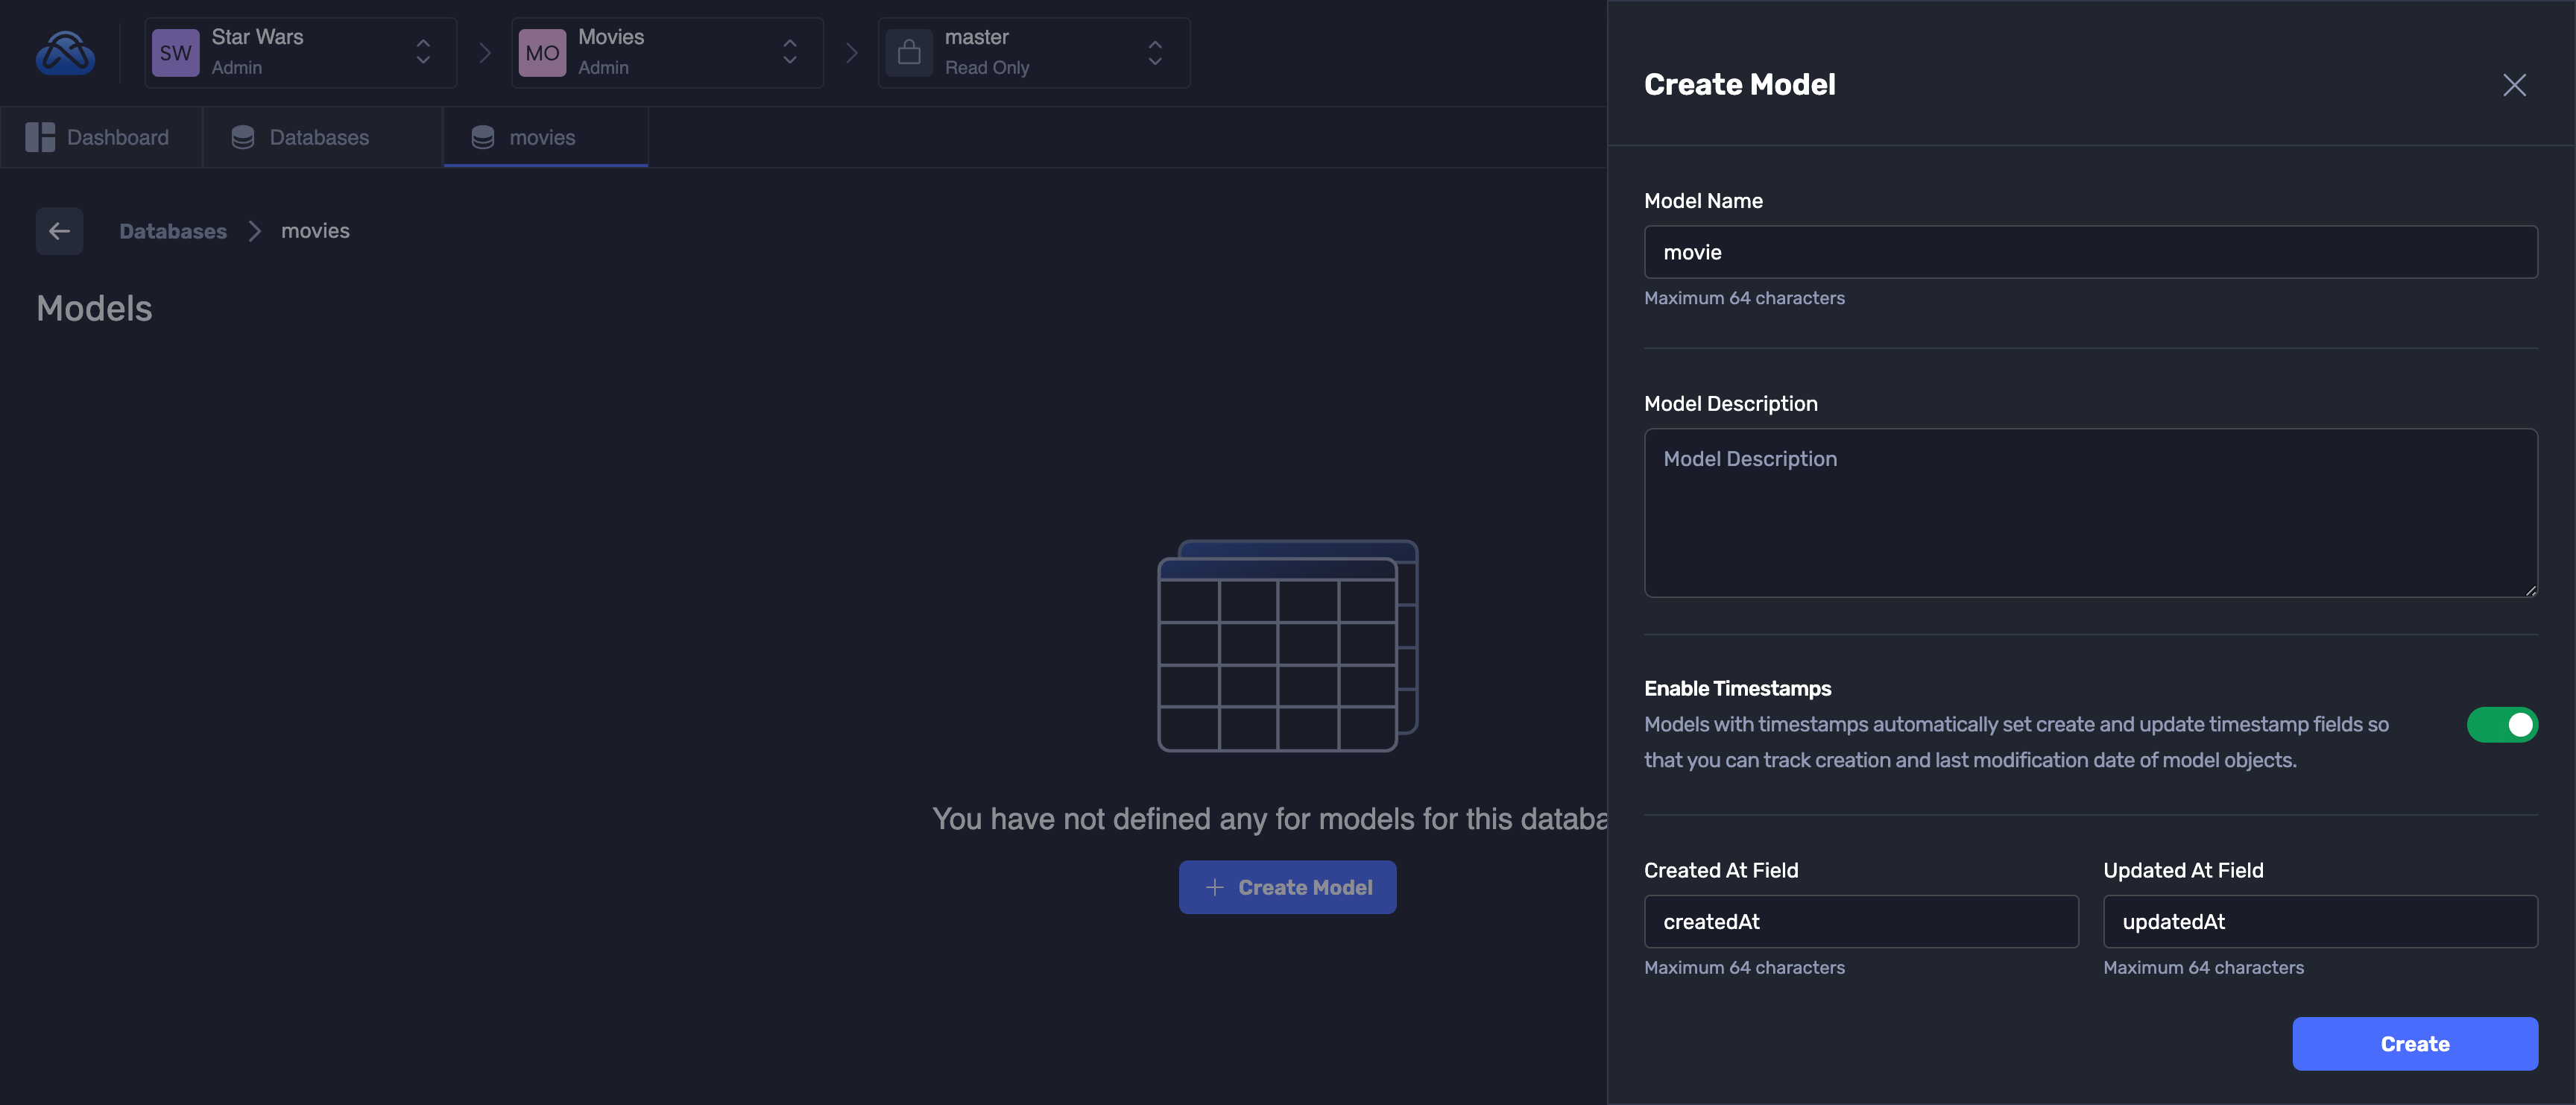 SW
Star Wars
Admin
MO
Movies
Admin
master
Read Only
Dashboard
Databases
movies
Databases
movies
Models
You have not defined any for models for this databa
Create Model
Create Model
Model Name
movie
Maximum 64 characters
Model Description
Model Description
Enable Timestamps
Models with timestamps automatically set create and update timestamp fields so
that you can track creation and last modification date of model objects.
Created At Field
Updated At Field
createdAt
updatedAt
Maximum 64 characters
Maximum 64 characters
Create